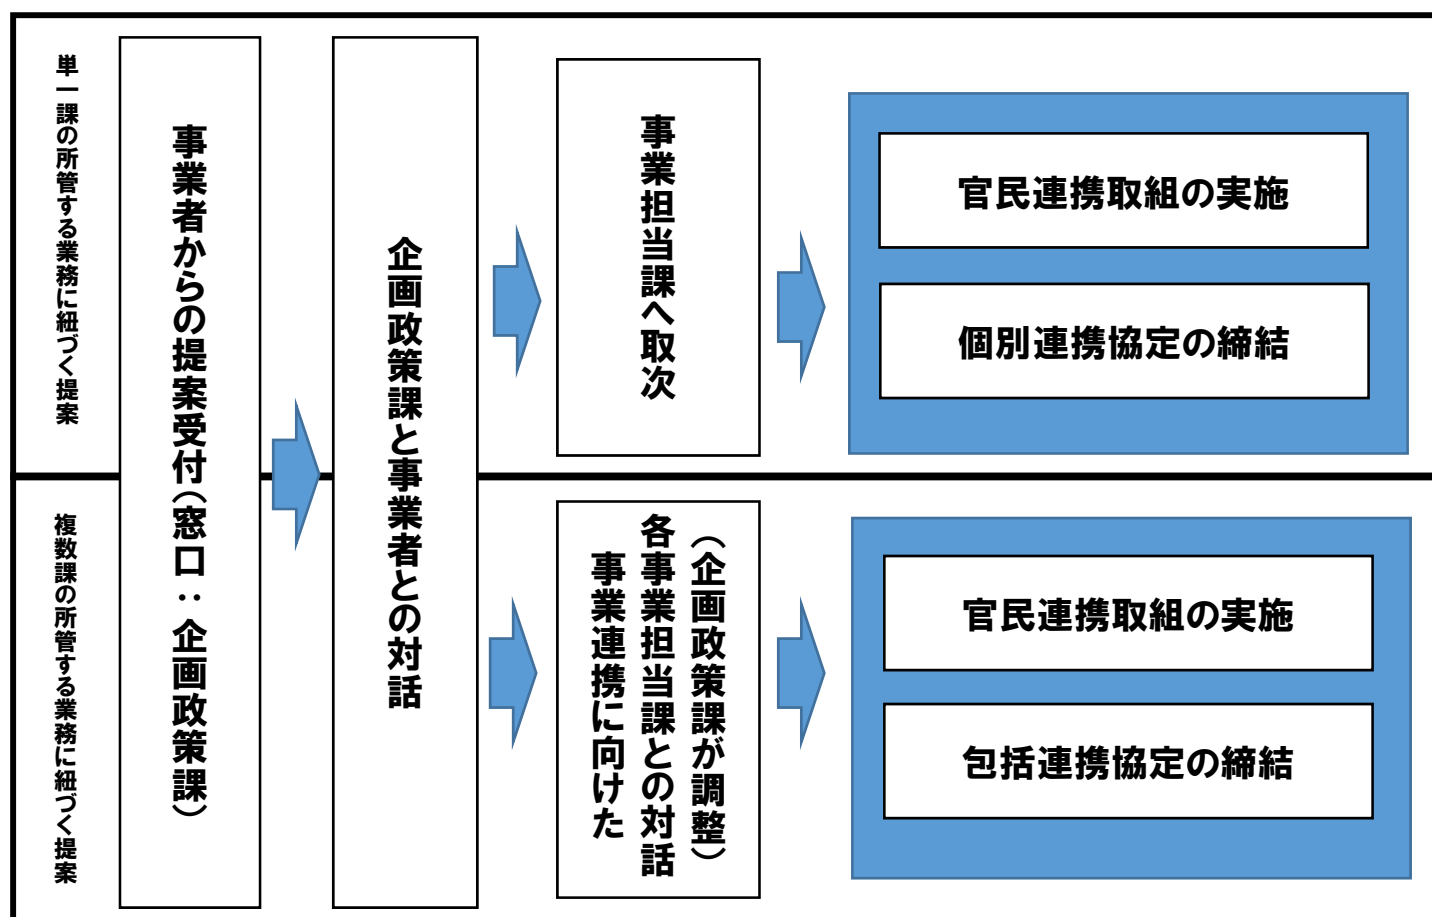 単一課の所管する業務に紐づく提案
複数課の所管する業務に紐づく提案
事業者からの提案受付（窓口：企画政策課）
企画政策課と事業者との対話
事業担当課へ取次
官民連携取組の実施
個別連携協定の締結
事業連携に向けた
各事業担当課との対話
（企画政策課が調整）
官民連携取組の実施
包括連携協定の締結